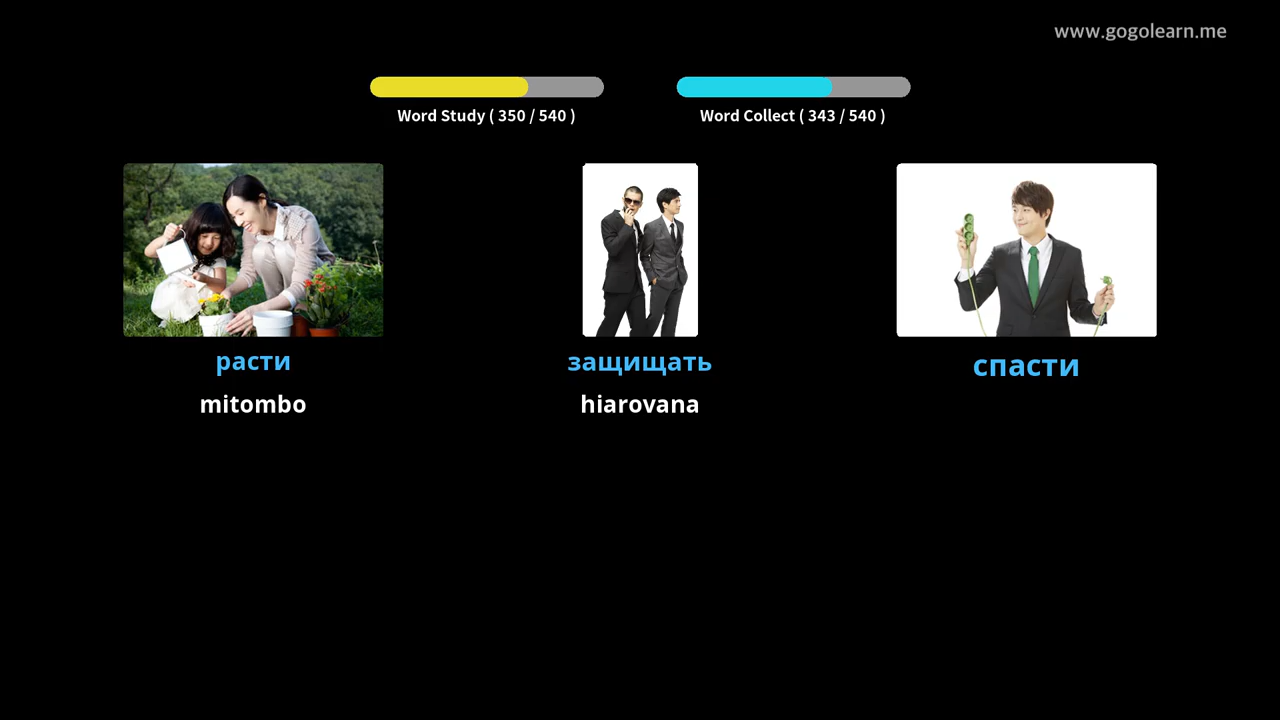 www.gogolearn.me
Word Study ( 350 / 540 )
Word Collect ( 343 / 540 )
расти
защищать
спасти
mitombo
hiarovana